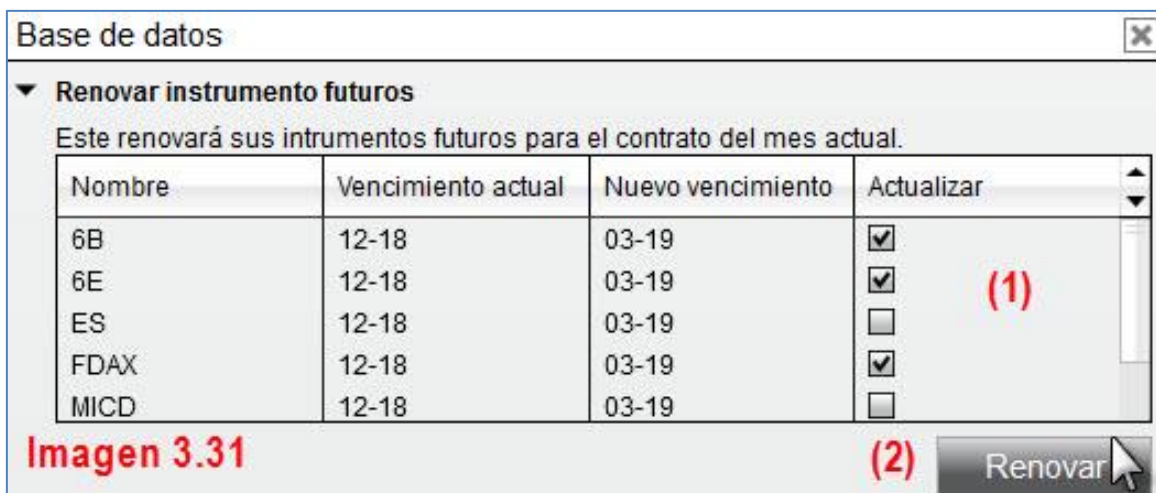 Base de datos
Renovar instrumento futuros
Este renovará sus intrumentos futuros para el contrato del mes actual.
Nombre Vencimiento actual Nuevo vencimiento Actualizar
6B 12-18 03-19
6E 12-18 03-19
(1)
ES 12-18 03-19
FDAX 12-18 03-19
MICD 12-18 03-19
Imagen 3.31 (2) Renovar